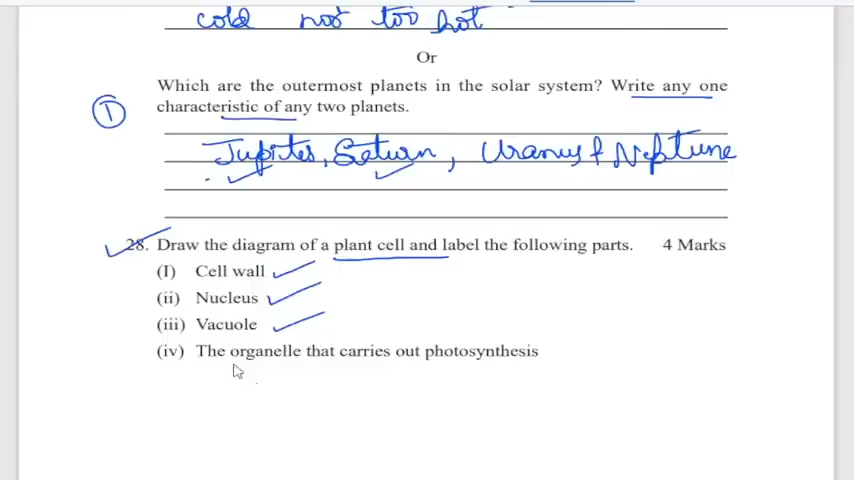 cold not too hot
Or
Which are the outermost planets in the solar system? Write any one
characteristic of any two planets.
Jupiter, Saturn, Uranus & Neptune
28. Draw the diagram of a plant cell and label the following parts. 4 Marks
(I) Cell wall
(ii) Nucleus
(iii) Vacuole
(iv) The organelle that carries out photosynthesis